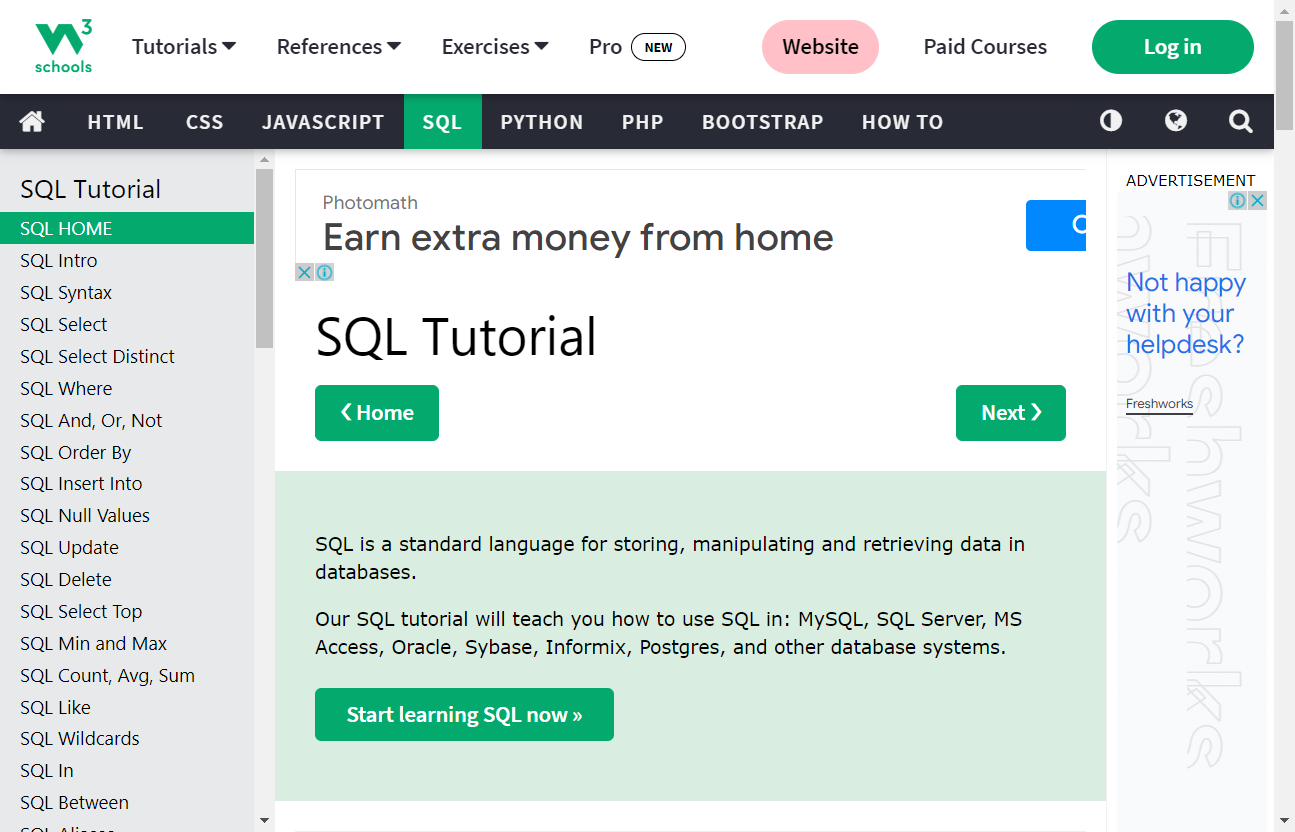 W3 schools
Tutorials
References
Exercises
Pro NEW
Website
Paid Courses
Log in
HTML
CSS
JAVASCRIPT
SQL
PYTHON
PHP
BOOTSTRAP
HOW TO
SQL Tutorial
SQL HOME
SQL Intro
SQL Syntax
SQL Select
SQL Select Distinct
SQL Where
SQL And, Or, Not
SQL Order By
SQL Insert Into
SQL Null Values
SQL Update
SQL Delete
SQL Select Top
SQL Min and Max
SQL Count, Avg, Sum
SQL Like
SQL Wildcards
SQL In
SQL Between
SQL Aliases
Photomath
Earn extra money from home
SQL Tutorial
❮ Home
Next ❯
SQL is a standard language for storing, manipulating and retrieving data in
databases.
Our SQL tutorial will teach you how to use SQL in: MySQL, SQL Server, MS
Access, Oracle, Sybase, Informix, Postgres, and other database systems.
Start learning SQL now »
ADVERTISEMENT
Not happy
with your
helpdesk?
Freshworks
Freshworks